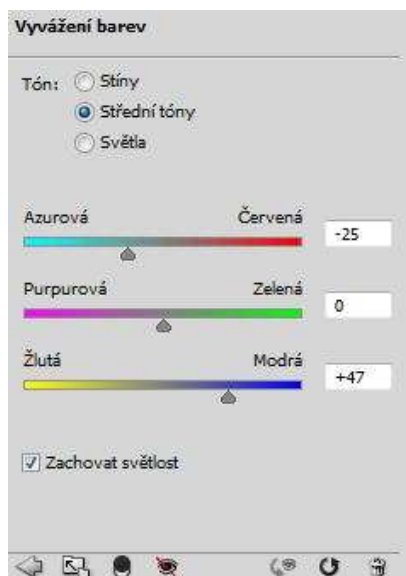 Vyvážení barev
Tón: Stíny
Střední tóny
Světla
Azurová Červená -25
Purpurová Zelená 0
Žlutá Modrá +47
Zachovat světlost